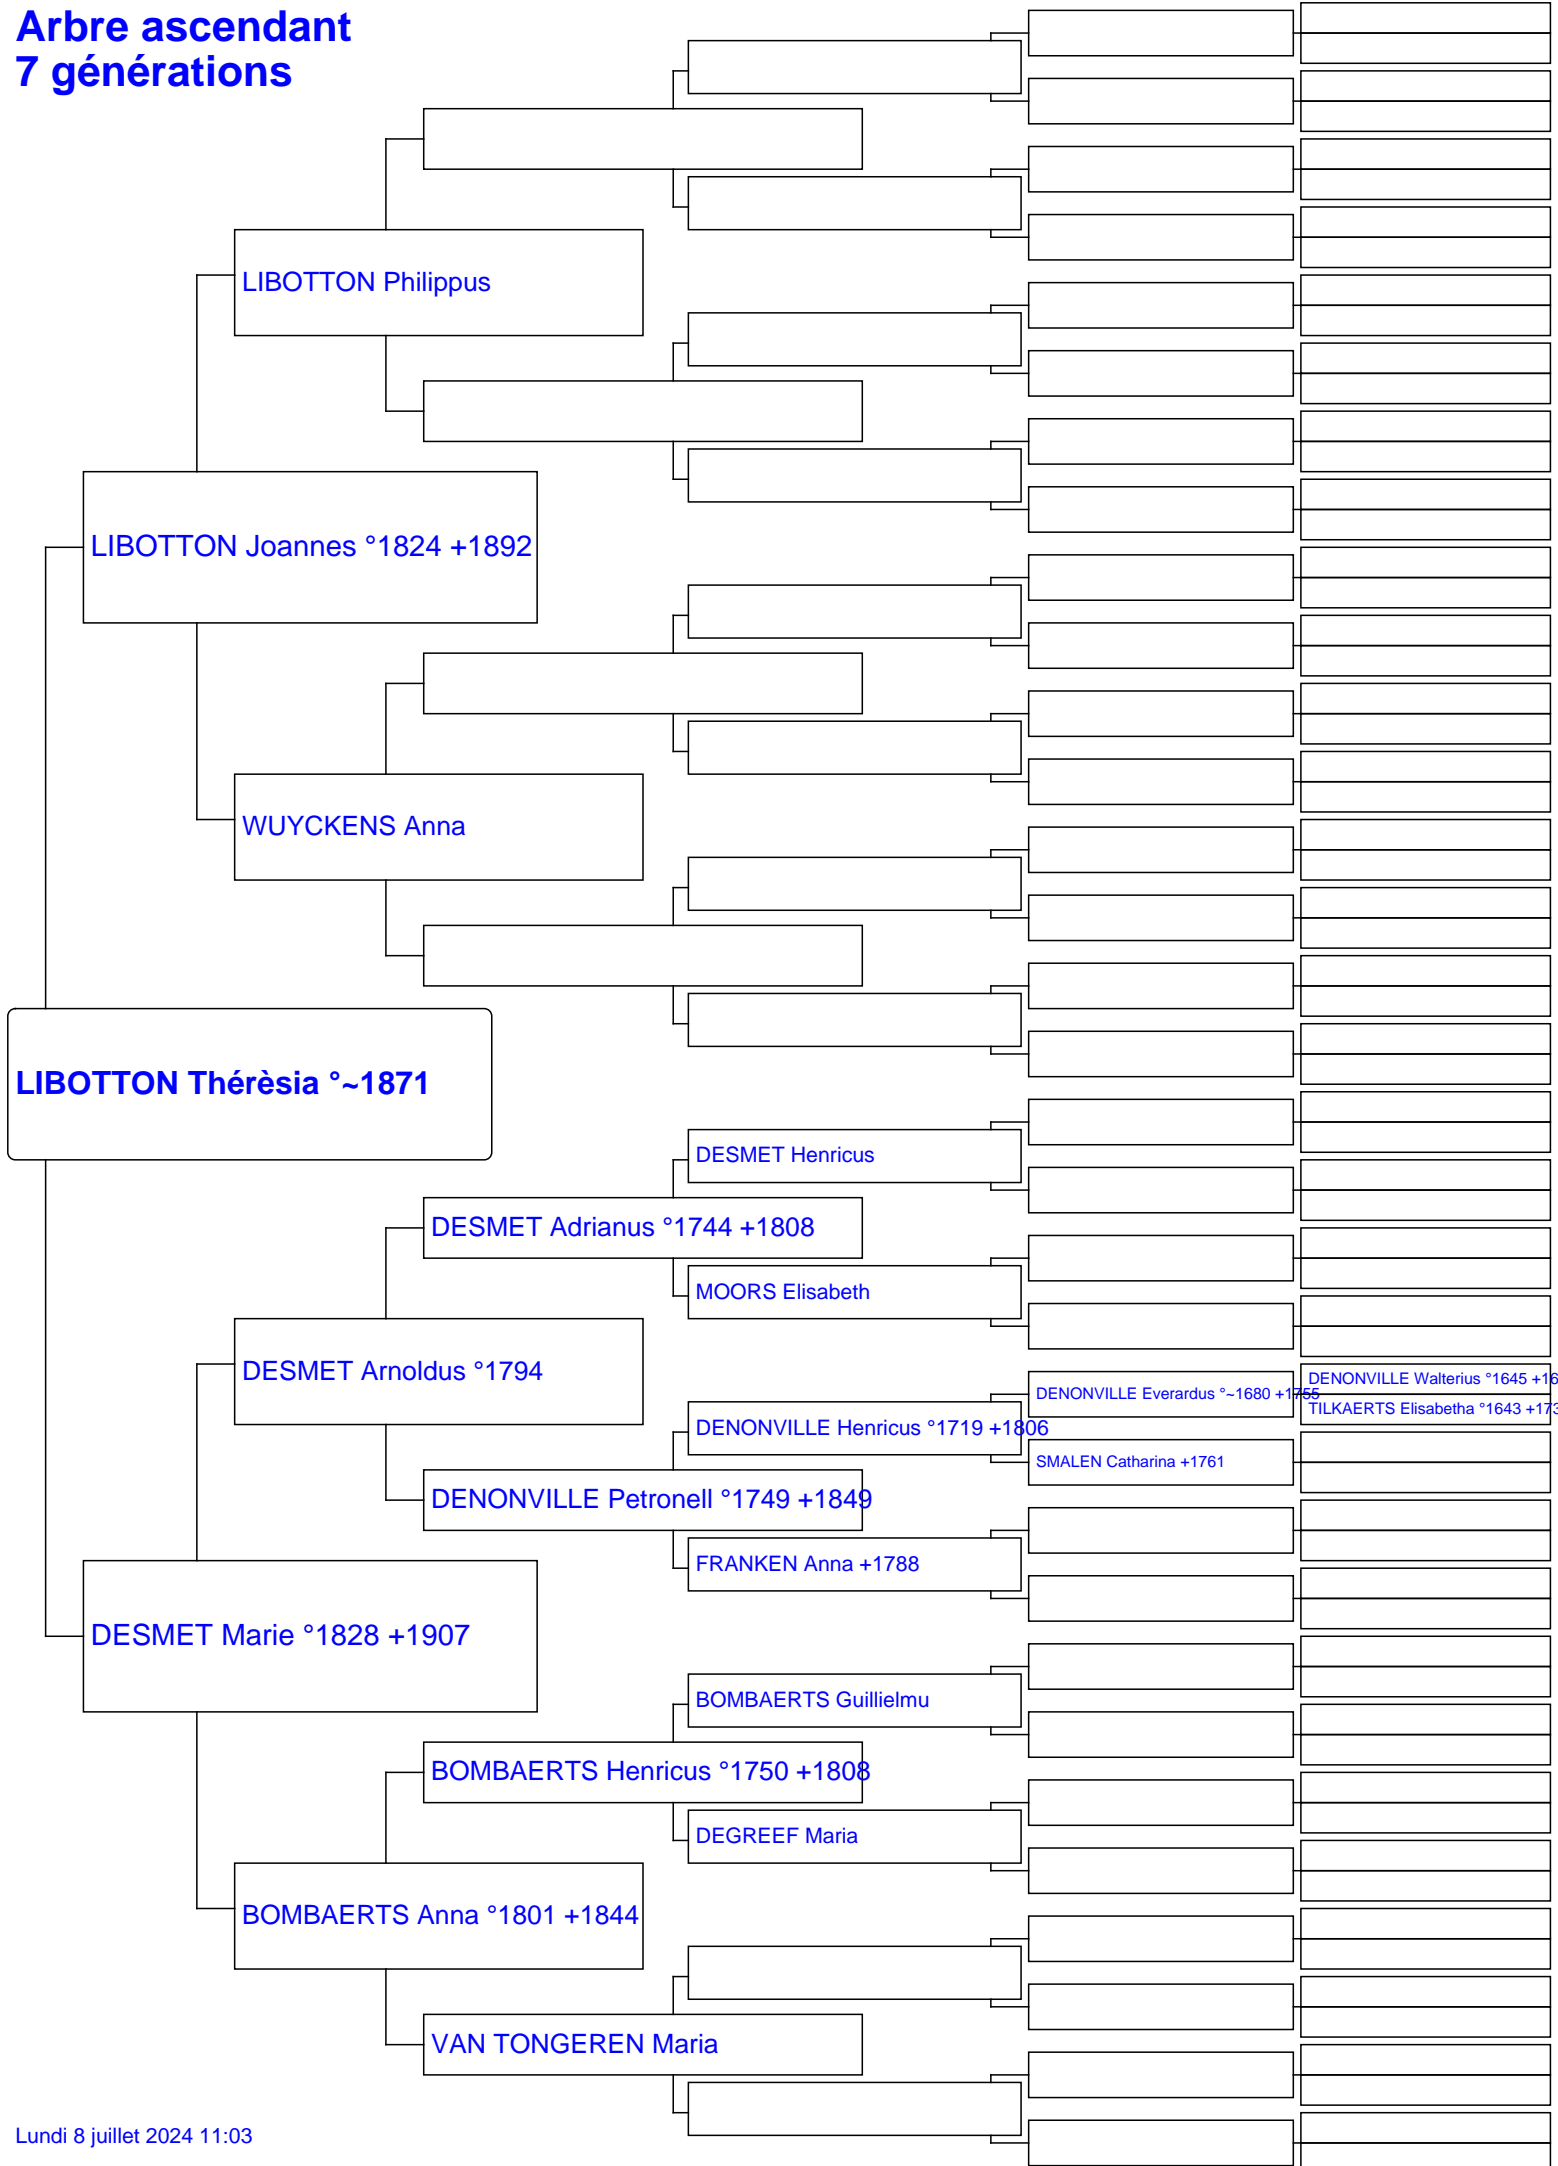 Arbre ascendant
7 générations
LIBOTTON Philippus
LIBOTTON Joannes °1824 +1892
WUYCKENS Anna
LIBOTTON Thérèsia °~1871
DESMET Henricus
DESMET Adrianus °1744 +1808
MOORS Elisabeth
DESMET Arnoldus °1794
DENONVILLE Walterius °1645 +16
DENONVILLE Everardus °~1680 +1755
TILKAERTS Elisabetha °1643 +173
DENONVILLE Henricus °1719 +1806
SMALEN Catharina +1761
DENONVILLE Petronell °1749 +1849
FRANKEN Anna +1788
DESMET Marie °1828 +1907
BOMBAERTS Guillielmu
BOMBAERTS Henricus °1750 +1808
DEGREEF Maria
BOMBAERTS Anna °1801 +1844
VAN TONGEREN Maria
Lundi 8 juillet 2024 11:03